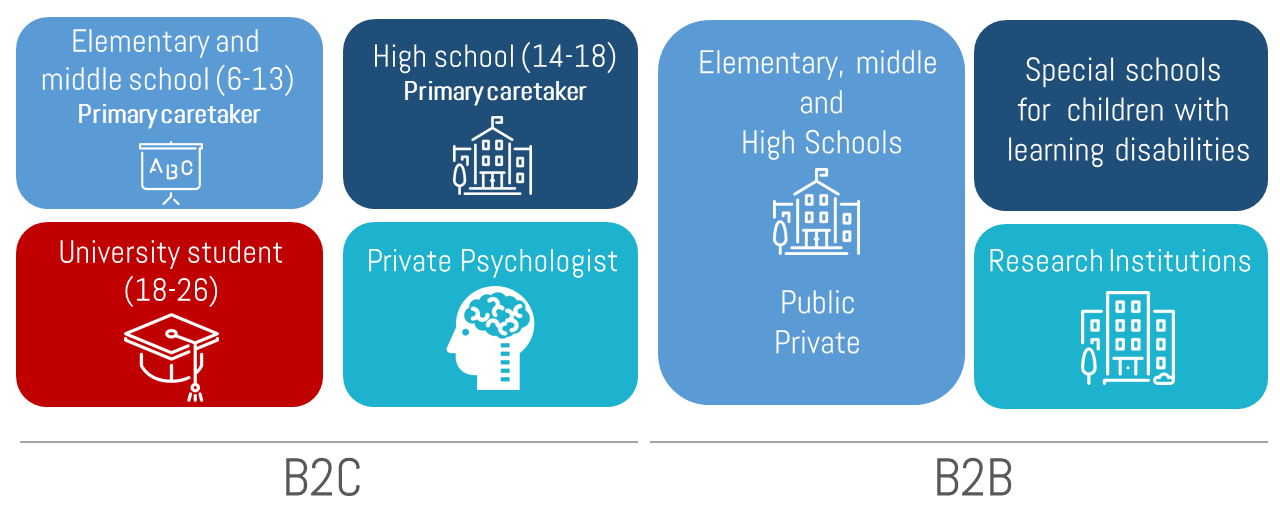 Elementary and
middle school (6-13)
Primary caretaker
ABC
High school (14-18)
Primary caretaker
University student
(18-26)
Private Psychologist
Elementary, middle
and
High Schools
Public
Private
Special schools
for children with
learning disabilities
Research Institutions
B2C
B2B